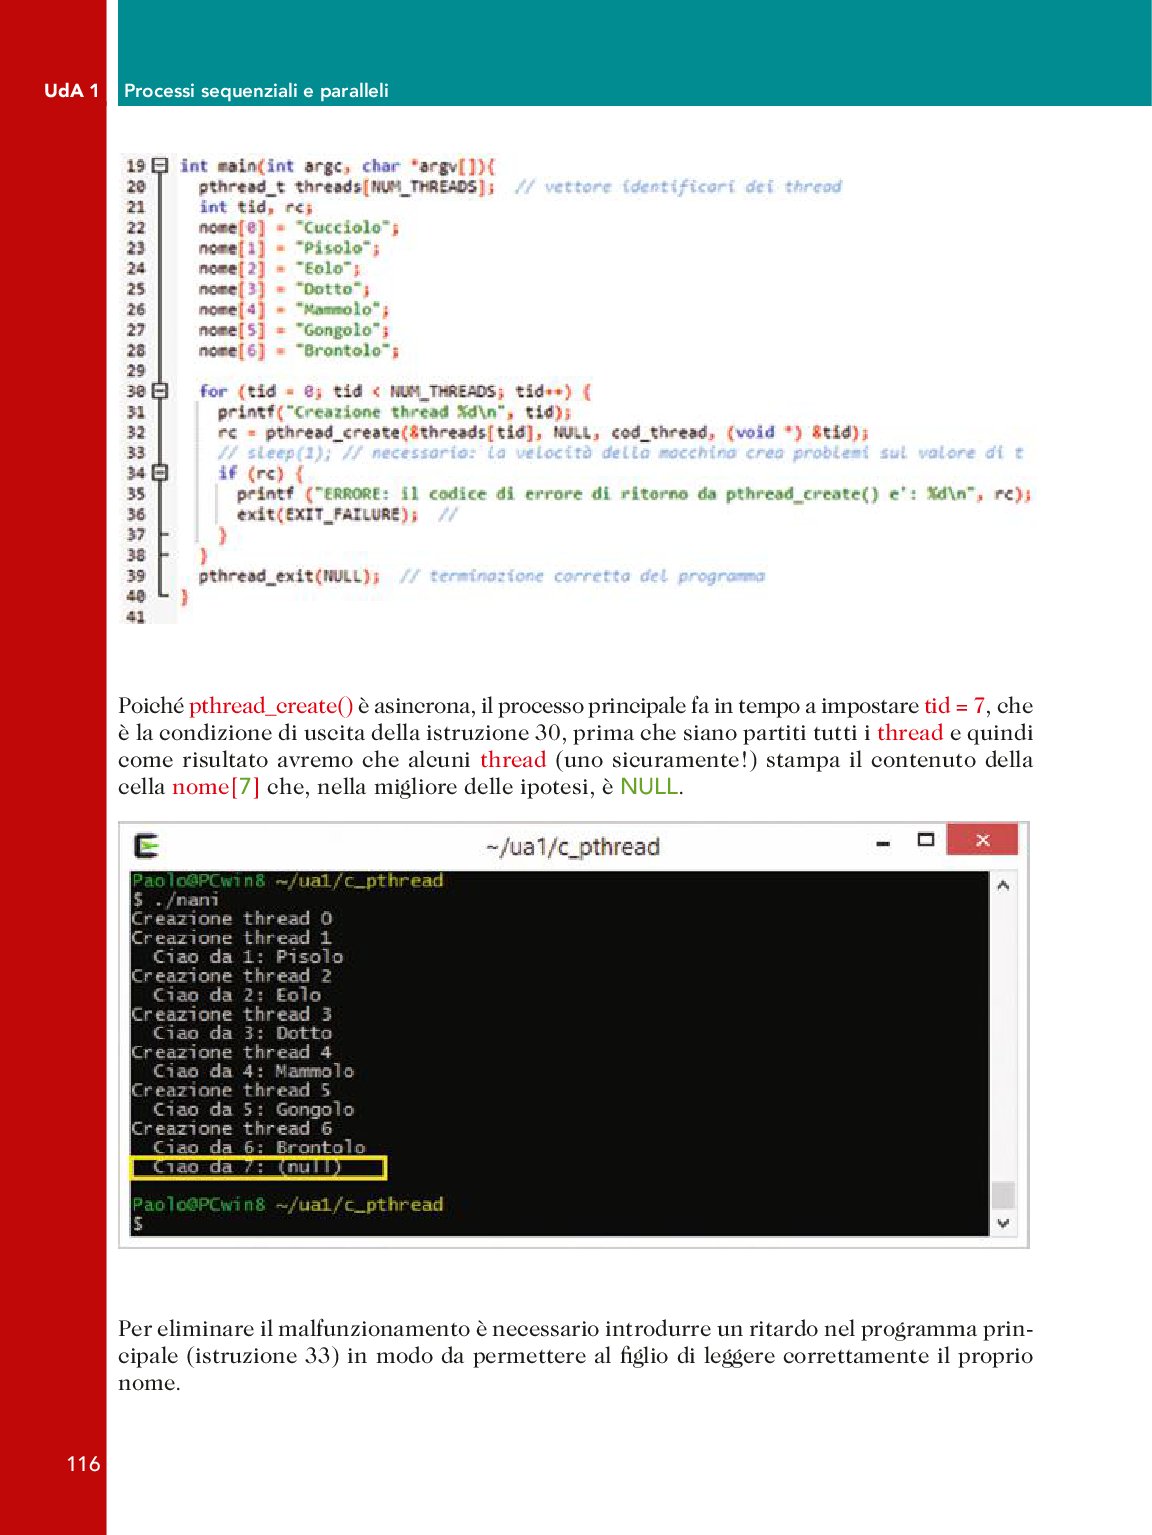 UdA 1 Processi sequenziali e paralleli
19 int main(int argc, char *argv[]){
20 pthread_t threads[NUM_THREADS]; // vettore identificari dei thread
21 int tid, rc;
22 nome[0] = "Cucciolo";
23 nome[1] = "Pisolo";
24 nome[2] = "Eolo";
25 nome[3] = "Dotto";
26 nome[4] = "Mammolo";
27 nome[5] = "Gongolo";
28 nome[6] = "Brontolo";
29
30 for (tid = 0; tid < NUM_THREADS; tid++) {
31 printf("Creazione thread %d\n", tid);
32 rc = pthread_create(&threads[tid], NULL, cod_thread, (void *) &tid);
33 // sleep(1); // necessario: la velocità della macchina crea problemi sul valore di t
34 if (rc) {
35 printf ("ERRORE: il codice di errore di ritorno da pthread_create() e': %d\n", rc);
36 exit(EXIT_FAILURE); //
37 }
38 }
39 pthread_exit(NULL); // terminazione corretta del programma
40 }
41
Poiché pthread_create() è asincrona, il processo principale fa in tempo a impostare tid = 7, che
è la condizione di uscita della istruzione 30, prima che siano partiti tutti i thread e quindi
come risultato avremo che alcuni thread (uno sicuramente!) stampa il contenuto della
cella nome[7] che, nella migliore delle ipotesi, è NULL.
~/ua1/c_pthread
Paolo@PCwin8 ~/ua1/c_pthread
$ ./nani
Creazione thread 0
Creazione thread 1
Ciao da 1: Pisolo
Creazione thread 2
Ciao da 2: Eolo
Creazione thread 3
Ciao da 3: Dotto
Creazione thread 4
Ciao da 4: Mammolo
Creazione thread 5
Ciao da 5: Gongolo
Creazione thread 6
Ciao da 6: Brontolo
Ciao da 7: (null)
Paolo@PCwin8 ~/ua1/c_pthread
$
Per eliminare il malfunzionamento è necessario introdurre un ritardo nel programma prin-
cipale (istruzione 33) in modo da permettere al figlio di leggere correttamente il proprio
nome.
116